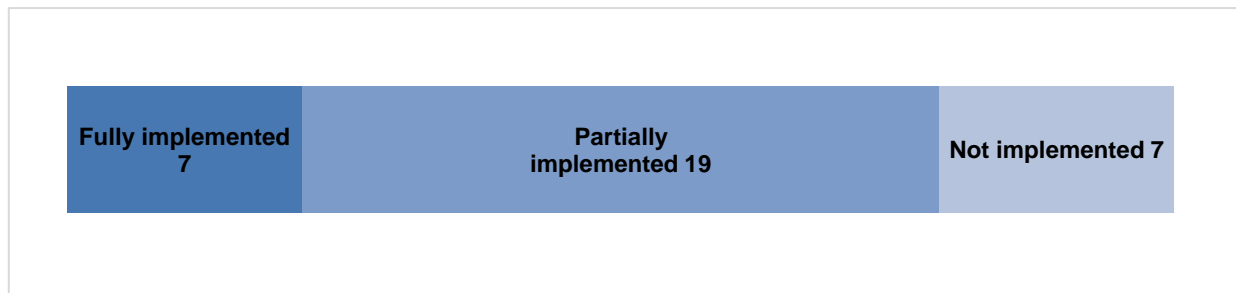 Fully implemented
7
Partially
implemented 19
Not implemented 7